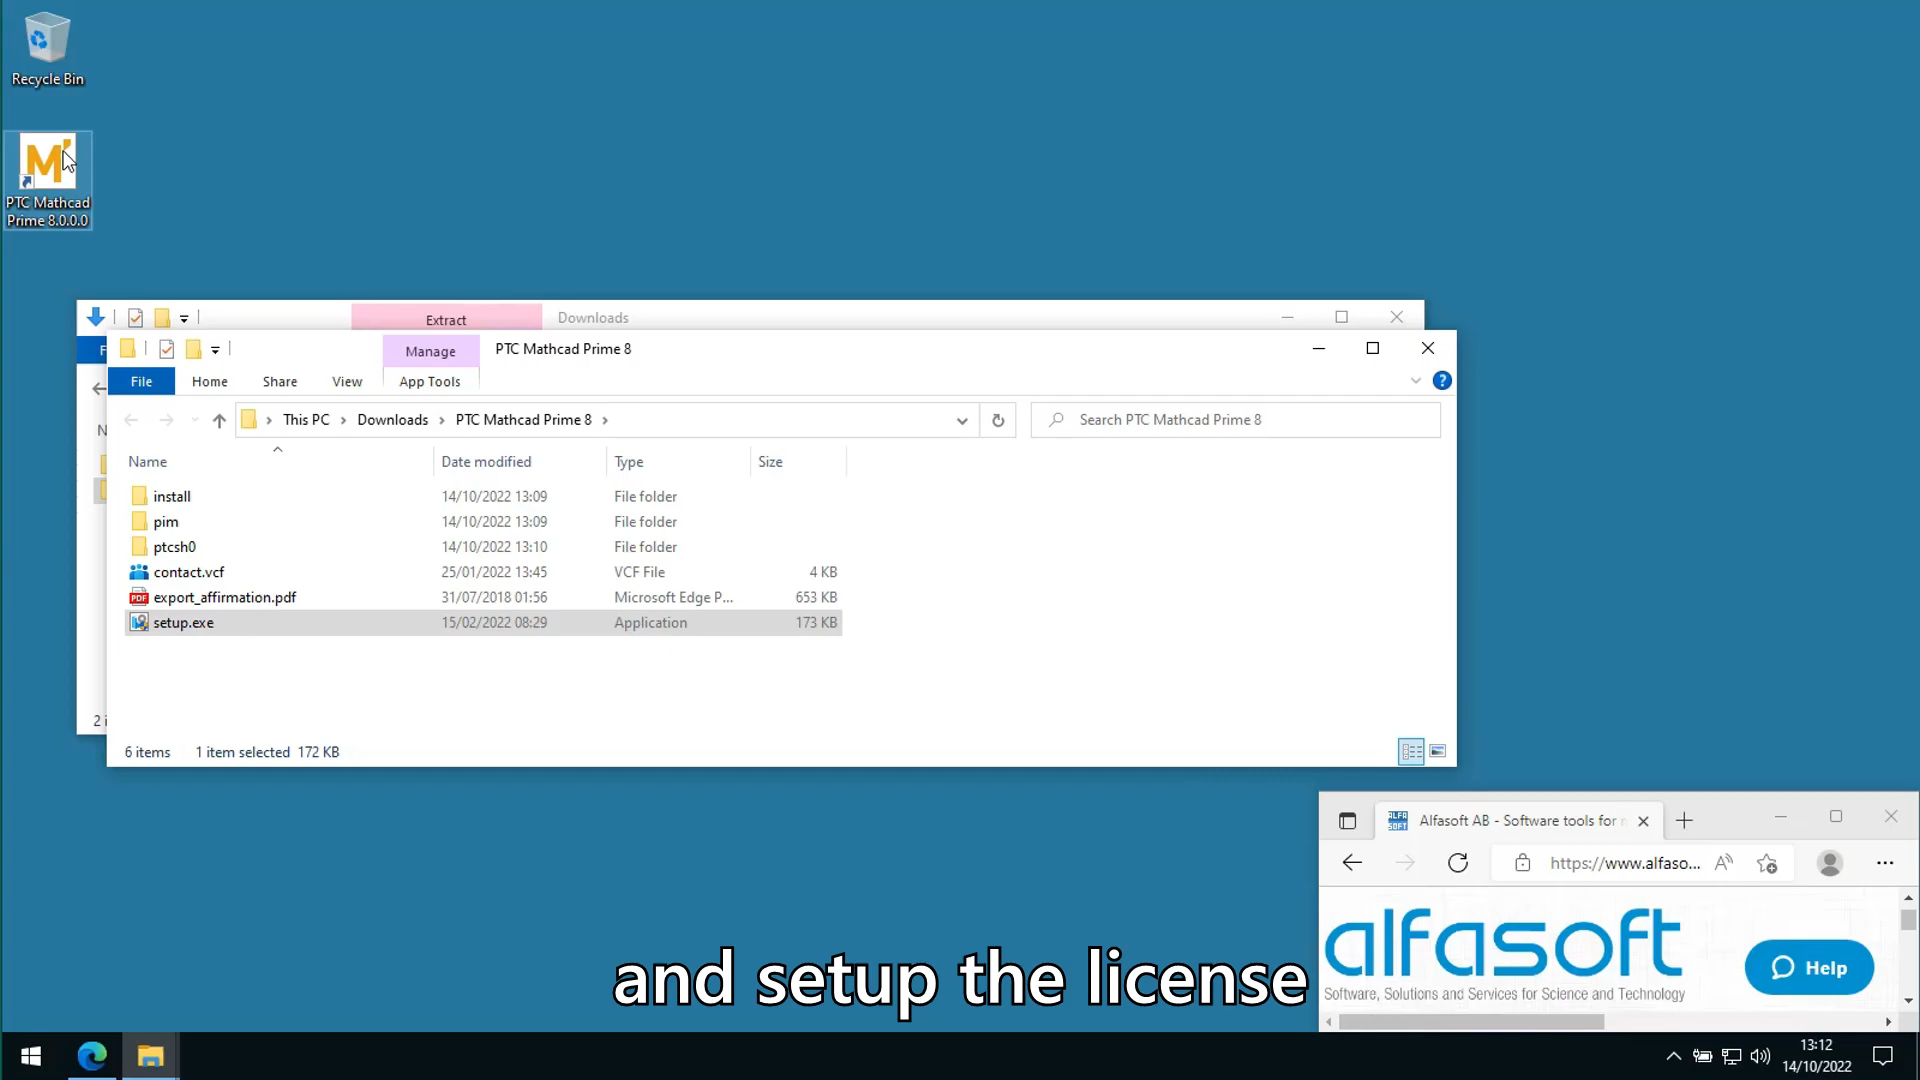 Recycle Bin
PTC Mathcad
Prime 8.0.0.0
Extract
Downloads
Manage
PTC Mathcad Prime 8
File
Home
Share
View
App Tools
This PC
Downloads
PTC Mathcad Prime 8
Search PTC Mathcad Prime 8
Name
Date modified
Type
Size
install
14/10/2022 13:09
File folder
pim
14/10/2022 13:09
File folder
ptcsh0
14/10/2022 13:10
File folder
contact.vcf
25/01/2022 13:45
VCF File
4 KB
export_affirmation.pdf
31/07/2018 01:56
Microsoft Edge P...
653 KB
setup.exe
15/02/2022 08:29
Application
173 KB
6 items
1 item selected 172 KB
Alfasoft AB - Software tools for
https://www.alfaso...
alfasoft
Software, Solutions and Services for Science and Technology
Help
and setup the license
13:12
14/10/2022